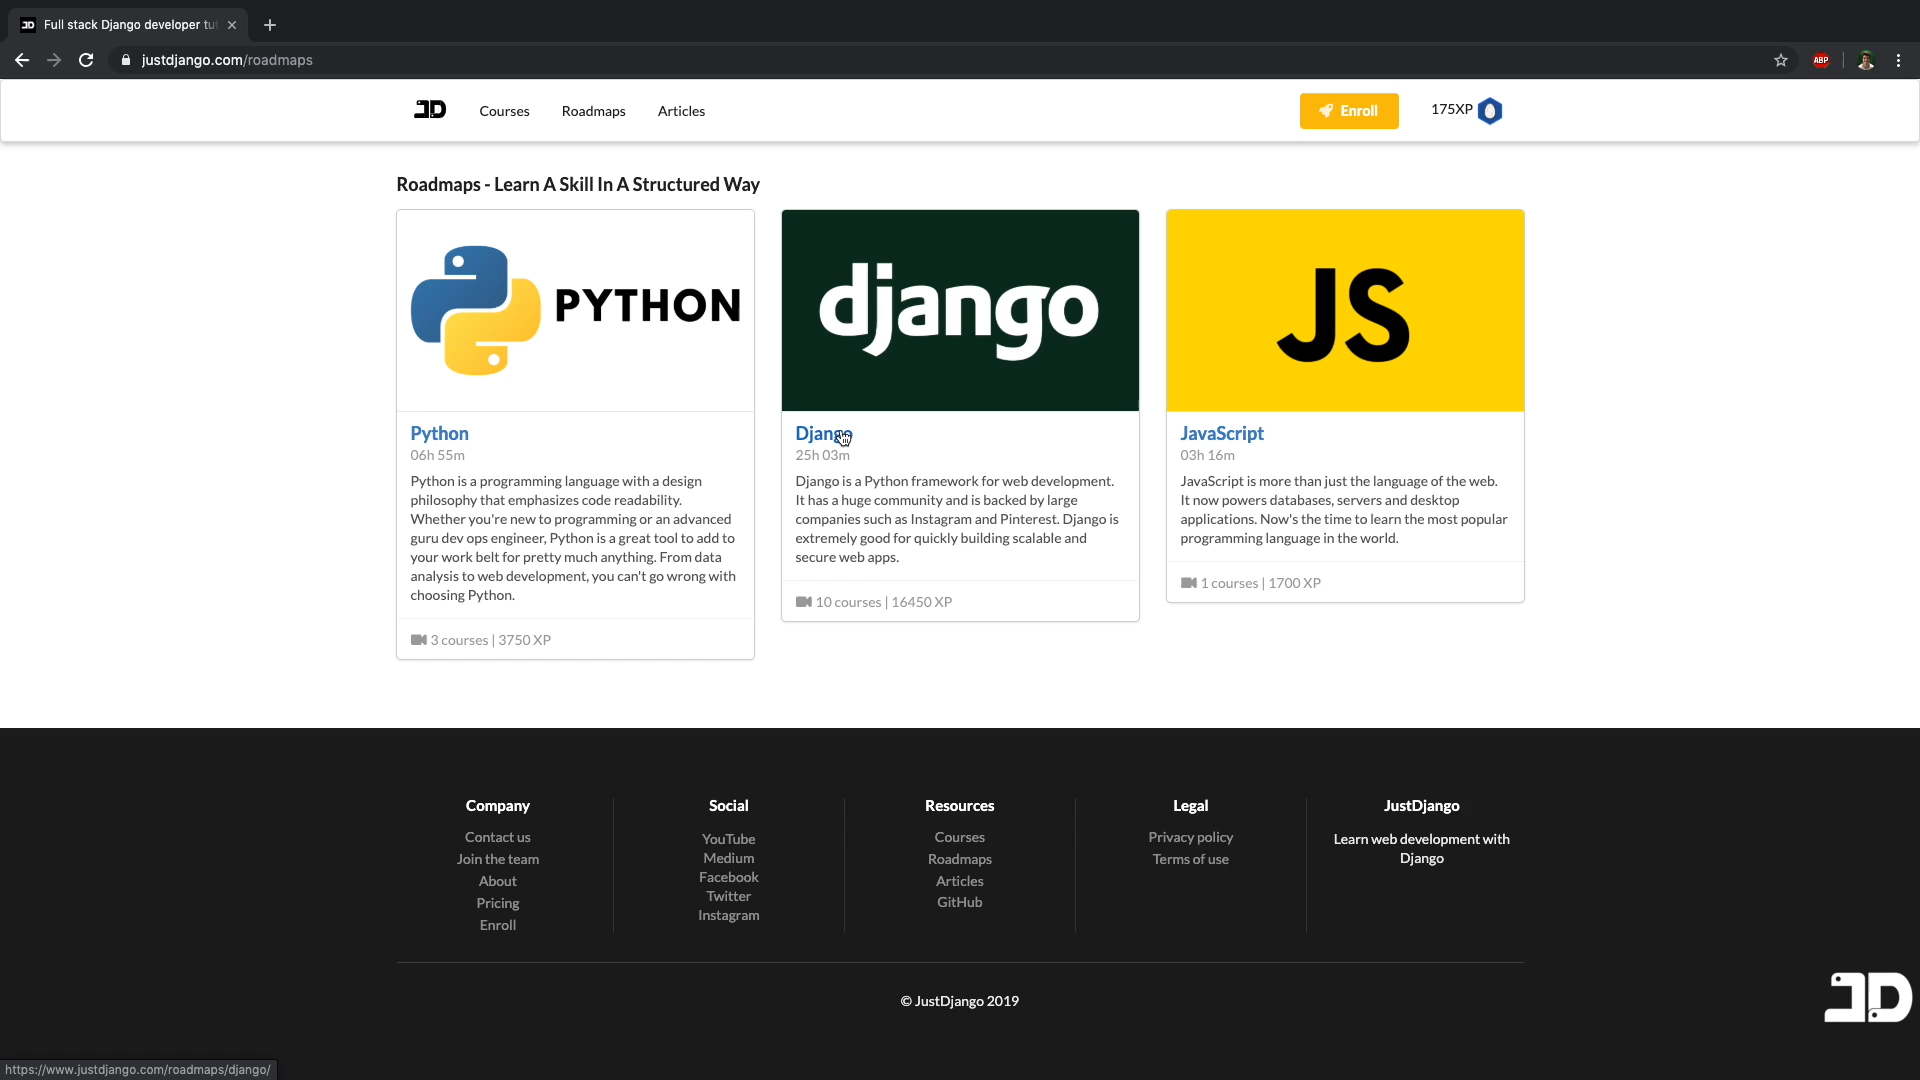 Full stack Django developer tut
justdjango.com/roadmaps
ABP
JD
Courses
Roadmaps
Articles
Enroll
175XP
Roadmaps - Learn A Skill In A Structured Way
PYTHON
django
JS
Python
06h 55m
Python is a programming language with a design
philosophy that emphasizes code readability.
Whether you're new to programming or an advanced
guru dev ops engineer, Python is a great tool to add to
your work belt for pretty much anything. From data
analysis to web development, you can't go wrong with
choosing Python.
3 courses | 3750 XP
Django
25h 03m
Django is a Python framework for web development.
It has a huge community and is backed by large
companies such as Instagram and Pinterest. Django is
extremely good for quickly building scalable and
secure web apps.
10 courses | 16450 XP
JavaScript
03h 16m
JavaScript is more than just the language of the web.
It now powers databases, servers and desktop
applications. Now's the time to learn the most popular
programming language in the world.
1 courses | 1700 XP
Company
Contact us
Join the team
About
Pricing
Enroll
Social
YouTube
Medium
Facebook
Twitter
Instagram
Resources
Courses
Roadmaps
Articles
GitHub
Legal
Privacy policy
Terms of use
JustDjango
Learn web development with
Django
© JustDjango 2019
JD
https://www.justdjango.com/roadmaps/django/